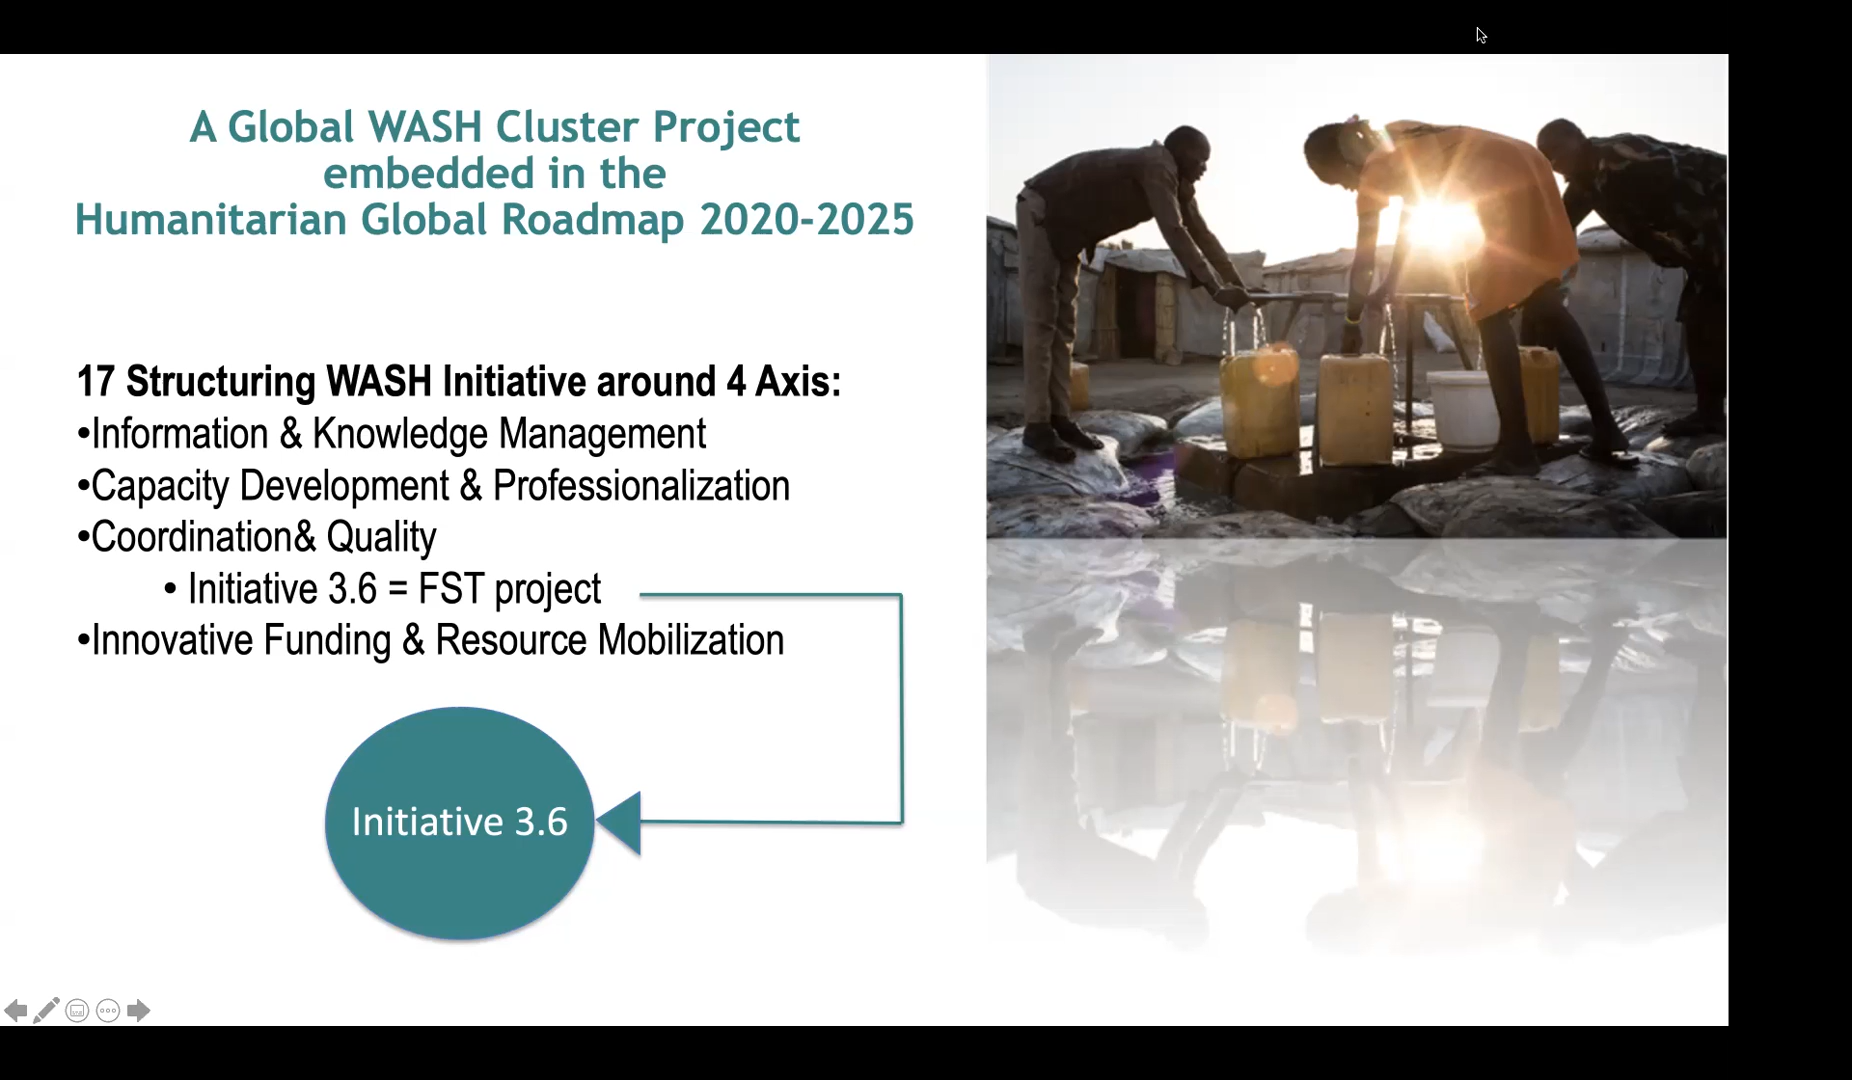 A Global WASH Cluster Project
embedded in the
Humanitarian Global Roadmap 2020-2025
17 Structuring WASH Initiative around 4 Axis:
•Information & Knowledge Management
•Capacity Development & Professionalization
•Coordination& Quality
• Initiative 3.6 = FST project
•Innovative Funding & Resource Mobilization
Initiative 3.6